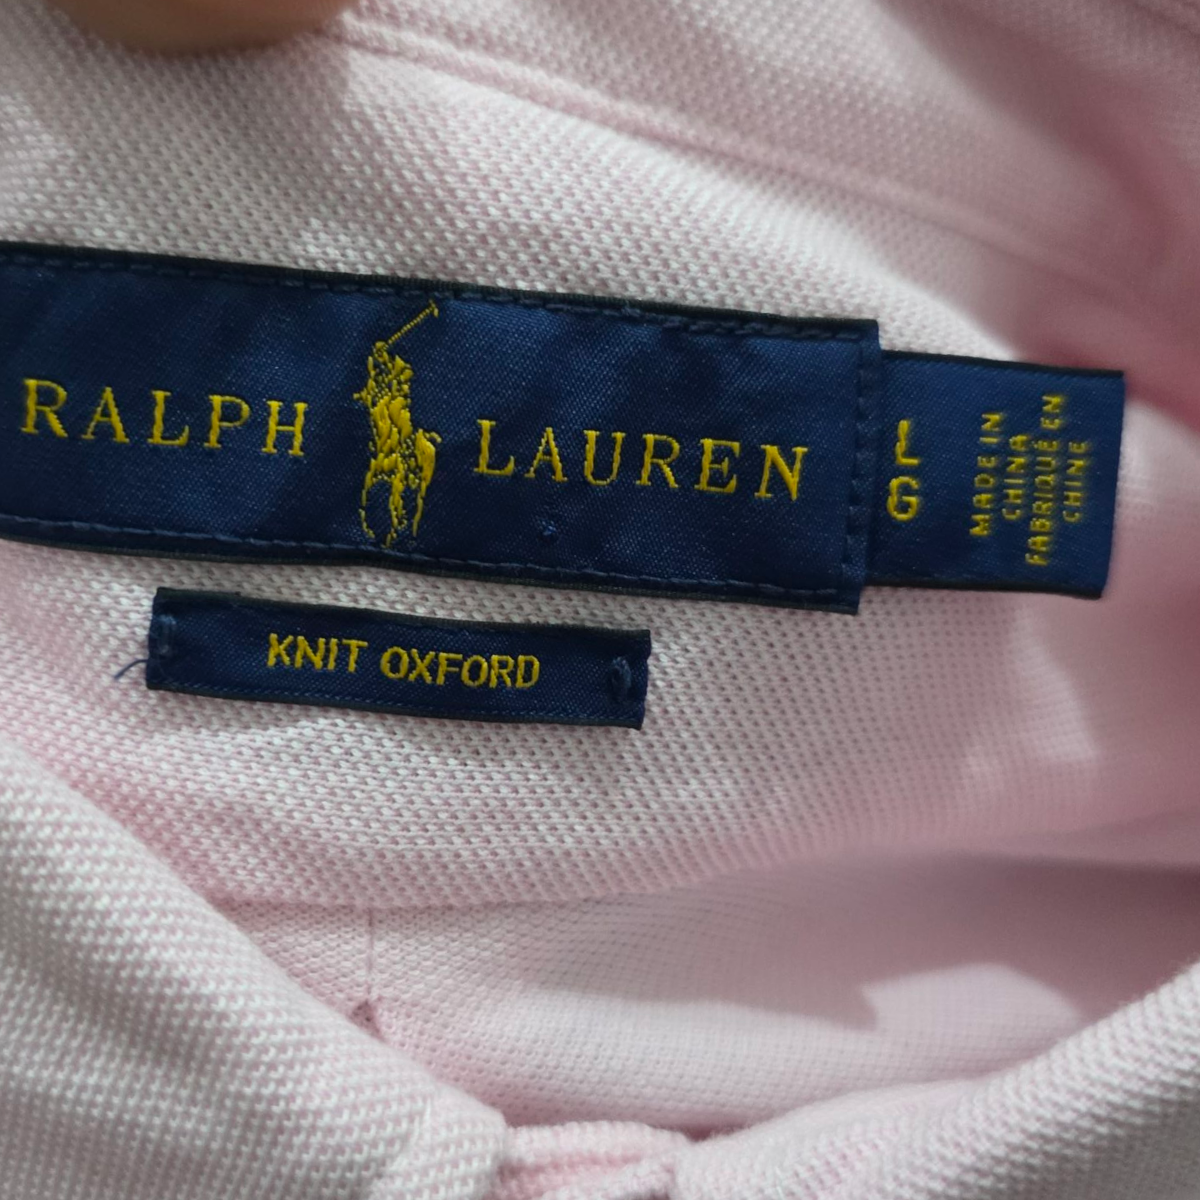 RALPH LAUREN
L
G
MADE IN
CHINA
FABRIQUÉ EN
CHINE
KNIT OXFORD